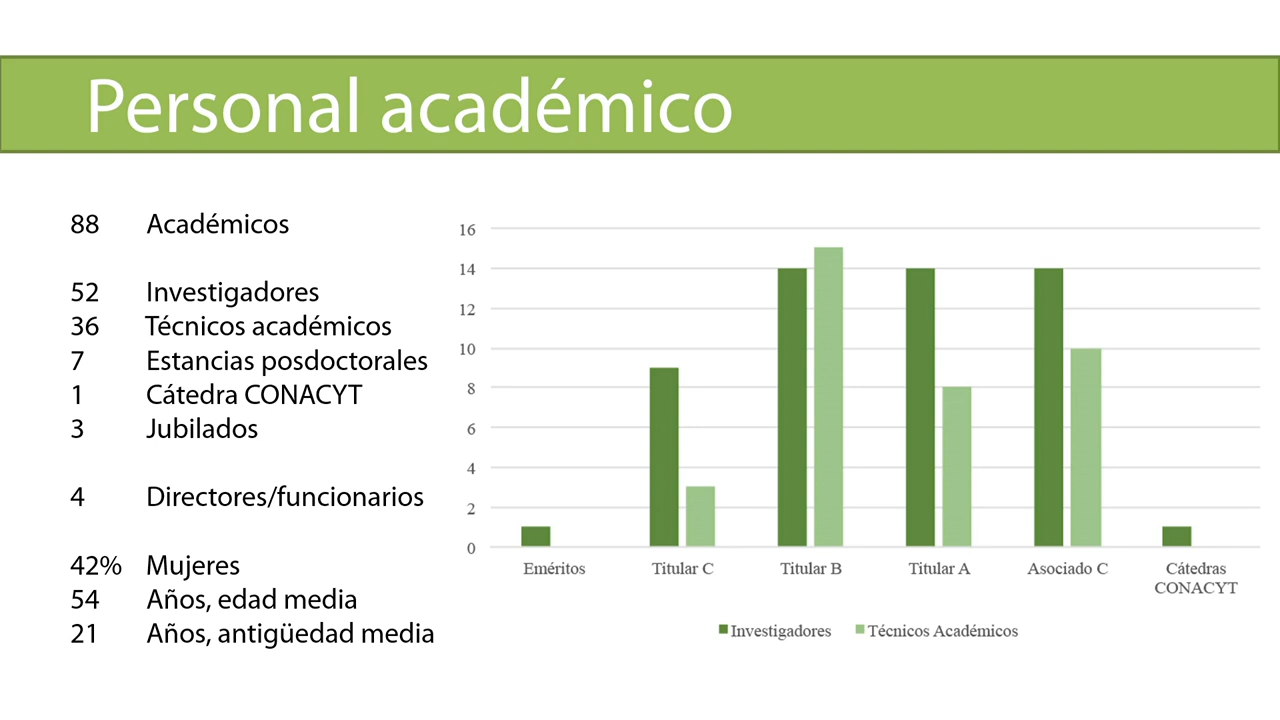 Personal académico
88 Académicos
52 Investigadores
36 Técnicos académicos
7 Estancias posdoctorales
1 Cátedra CONACYT
3 Jubilados
4 Directores/funcionarios
42% Mujeres
54 Años, edad media
21 Años, antigüedad media
16
14
12
10
8
6
4
2
0
Eméritos Titular C Titular B Titular A Asociado C Cátedras
CONACYT
Investigadores Técnicos Académicos